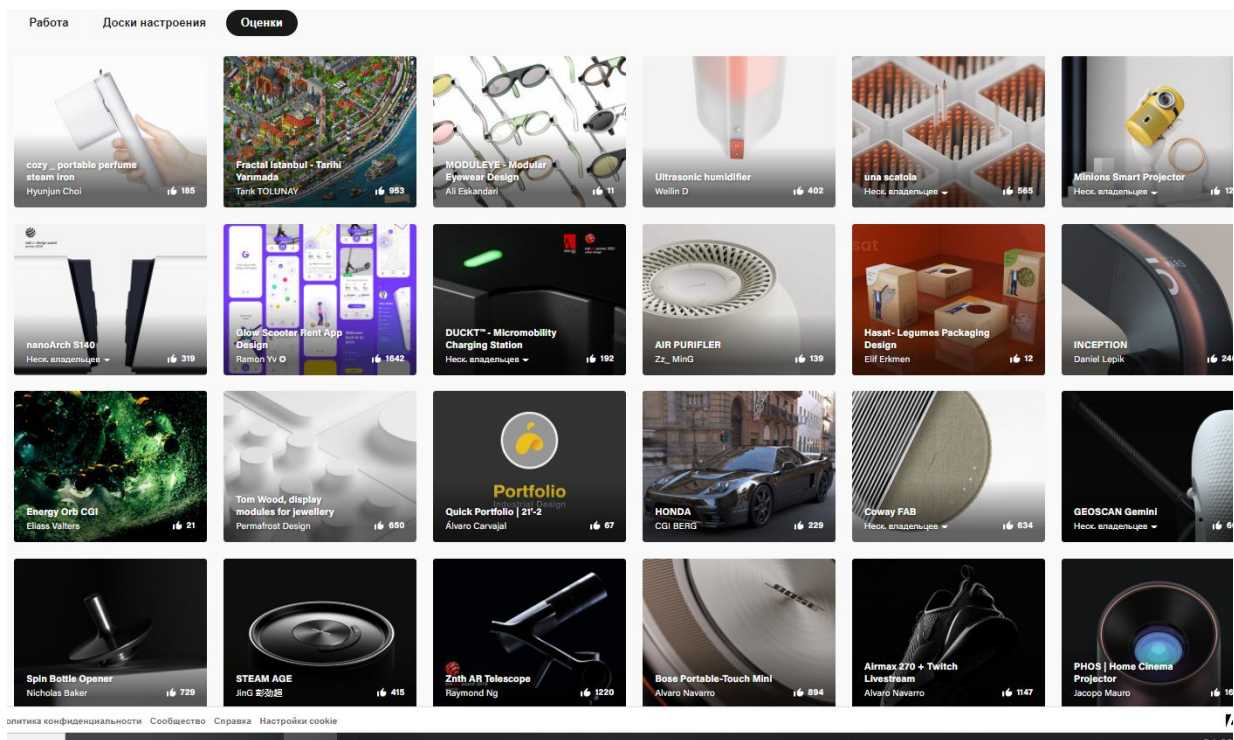 Работа Доски настроения Оценки
cozy _ portable perfume
steam iron
Hyunjun Choi 185
Fractal Istanbul - Tarihi
Yarımada
Tarık TOLUNAY 953
MODULEYE - Modular
Eyewear Design
Ali Eskandari 11
Ultrasonic humidifier
Weilin D 402
una scatola
Неск. владельцев 565
Minions Smart Projector
Неск. владельцев 12
nanoArch S140
Неск. владельцев 319
Glow Scooter Rent App
Design
Ramon Yv 1642
DUCKT™ - Micromobility
Charging Station
Неск. владельцев 192
AIR PURIFLER
Zz_ MinG 139
Hasat- Legumes Packaging
Design
Elif Erkmen 12
INCEPTION
Daniel Lepik 246
Energy Orb CGI
Eliass Valters 21
Tom Wood, display
modules for jewellery
Permafrost Design 650
Portfolio
Industrial Design
Quick Portfolio | 21'-2
Álvaro Carvajal 67
HONDA
CGI BERG 229
Coway FAB
Неск. владельцев 634
GEOSCAN Gemini
Неск. владельцев
Spin Bottle Opener
Nicholas Baker 729
STEAM AGE
JinG 彭劲超 415
Znth AR Telescope
Raymond Ng 1220
BOSE
Bose Portable-Touch Mini
Alvaro Navarro 894
Airmax 270 + Twitch
Livestream
Alvaro Navarro 1147
PHOS | Home Cinema
Projector
Jacopo Mauro 16
олитика конфиденциальности Сообщество Справка Настройки cookie